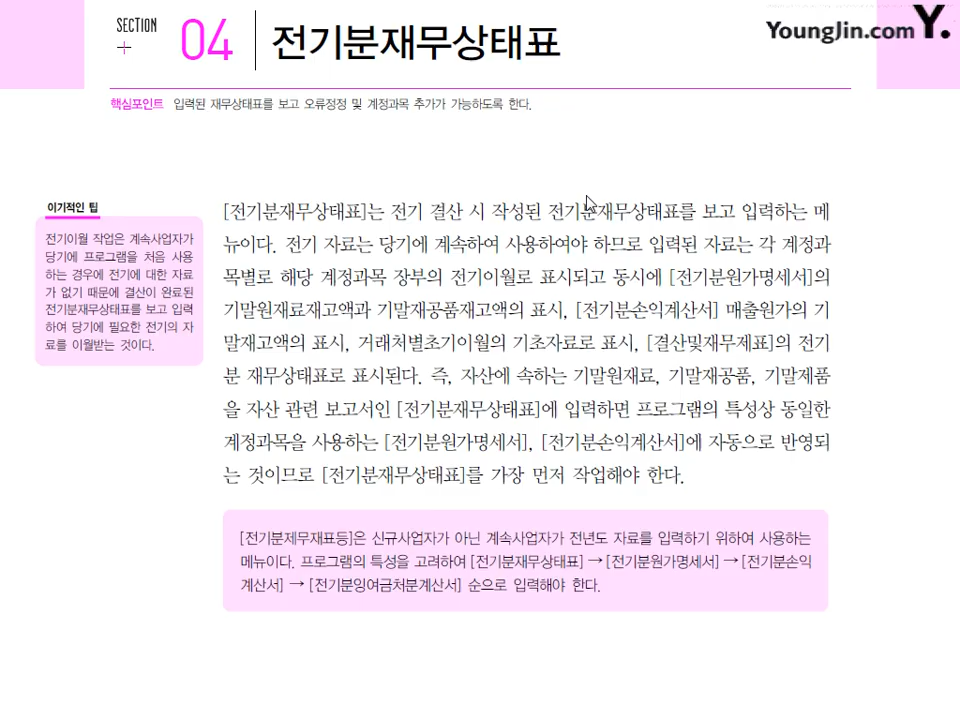 SECTION
04
전기분재무상태표
YoungJin.com Y.
핵심포인트 입력된 재무상태표를 보고 오류정정 및 계정과목 추가가 가능하도록 한다.
이기적인 팁
전기이월 작업은 계속사업자가
당기에 프로그램을 처음 사용
하는 경우에 전기에 대한 자료
가 없기 때문에 결산이 완료된
전기분재무상태표를 보고 입력
하여 당기에 필요한 전기의 자
료를 이월받는 것이다.
[전기분재무상태표]는 전기 결산 시 작성된 전기분재무상태표를 보고 입력하는 메
뉴이다. 전기 자료는 당기에 계속하여 사용하여야 하므로 입력된 자료는 각 계정과
목별로 해당 계정과목 장부의 전기이월로 표시되고 동시에 [전기분원가명세서]의
기말원재료재고액과 기말재공품재고액의 표시, [전기분손익계산서] 매출원가의 기
말재고액의 표시, 거래처별초기이월의 기초자료로 표시, [결산및재무제표]의 전기
분 재무상태표로 표시된다. 즉, 자산에 속하는 기말원재료, 기말재공품, 기말제품
을 자산 관련 보고서인 [전기분재무상태표]에 입력하면 프로그램의 특성상 동일한
계정과목을 사용하는 [전기분원가명세서], [전기분손익계산서]에 자동으로 반영되
는 것이므로 [전기분재무상태표]를 가장 먼저 작업해야 한다.
[전기분제무재표등]은 신규사업자가 아닌 계속사업자가 전년도 자료를 입력하기 위하여 사용하는
메뉴이다. 프로그램의 특성을 고려하여 [전기분재무상태표] → [전기분원가명세서] → [전기분손익
계산서] → [전기분잉여금처분계산서] 순으로 입력해야 한다.